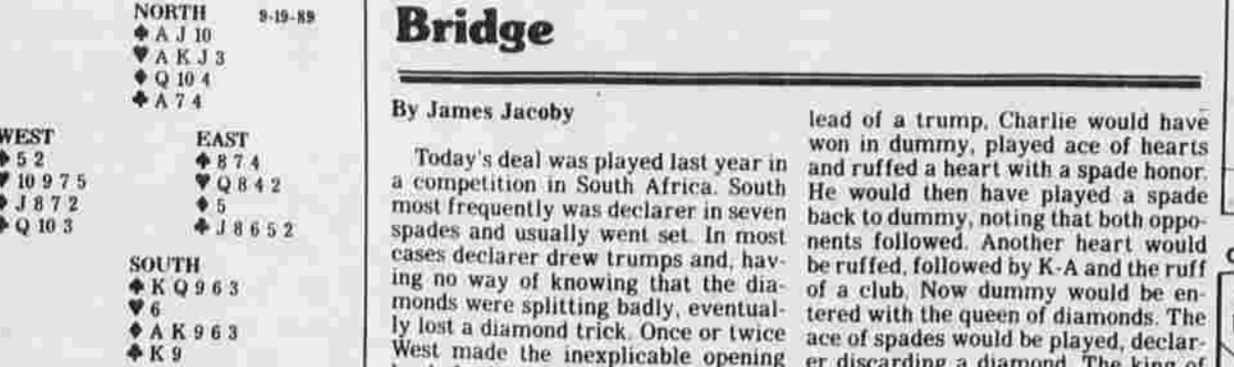 NORTH 9-19-89
♠ A J 10
♥ A K J 3
♦ Q 10 4
♣ A 7 4
WEST
♠ 5 2
♥ 10 9 7 5
♦ J 8 7 2
♣ Q 10 3
EAST
♠ 8 7 4
♥ Q 8 4 2
♦ 5
♣ J 8 6 5 2
SOUTH
♠ K Q 9 6 3
♥ 6
♦ A K 9 6 3
♣ K 9
Bridge
By James Jacoby
Today's deal was played last year in
a competition in South Africa. South
most frequently was declarer in seven
spades and usually went set. In most
cases declarer drew trumps and, hav-
ing no way of knowing that the dia-
monds were splitting badly, eventual-
ly lost a diamond trick. Once or twice
West made the inexplicable opening
lead of a trump, Charlie would have
won in dummy, played ace of hearts
and ruffed a heart with a spade honor.
He would then have played a spade
back to dummy, noting that both oppo-
nents followed. Another heart would
be ruffed, followed by K-A and the ruff
of a club. Now dummy would be en-
tered with the queen of diamonds. The
ace of spades would be played, declar-
er discarding a diamond. The king of